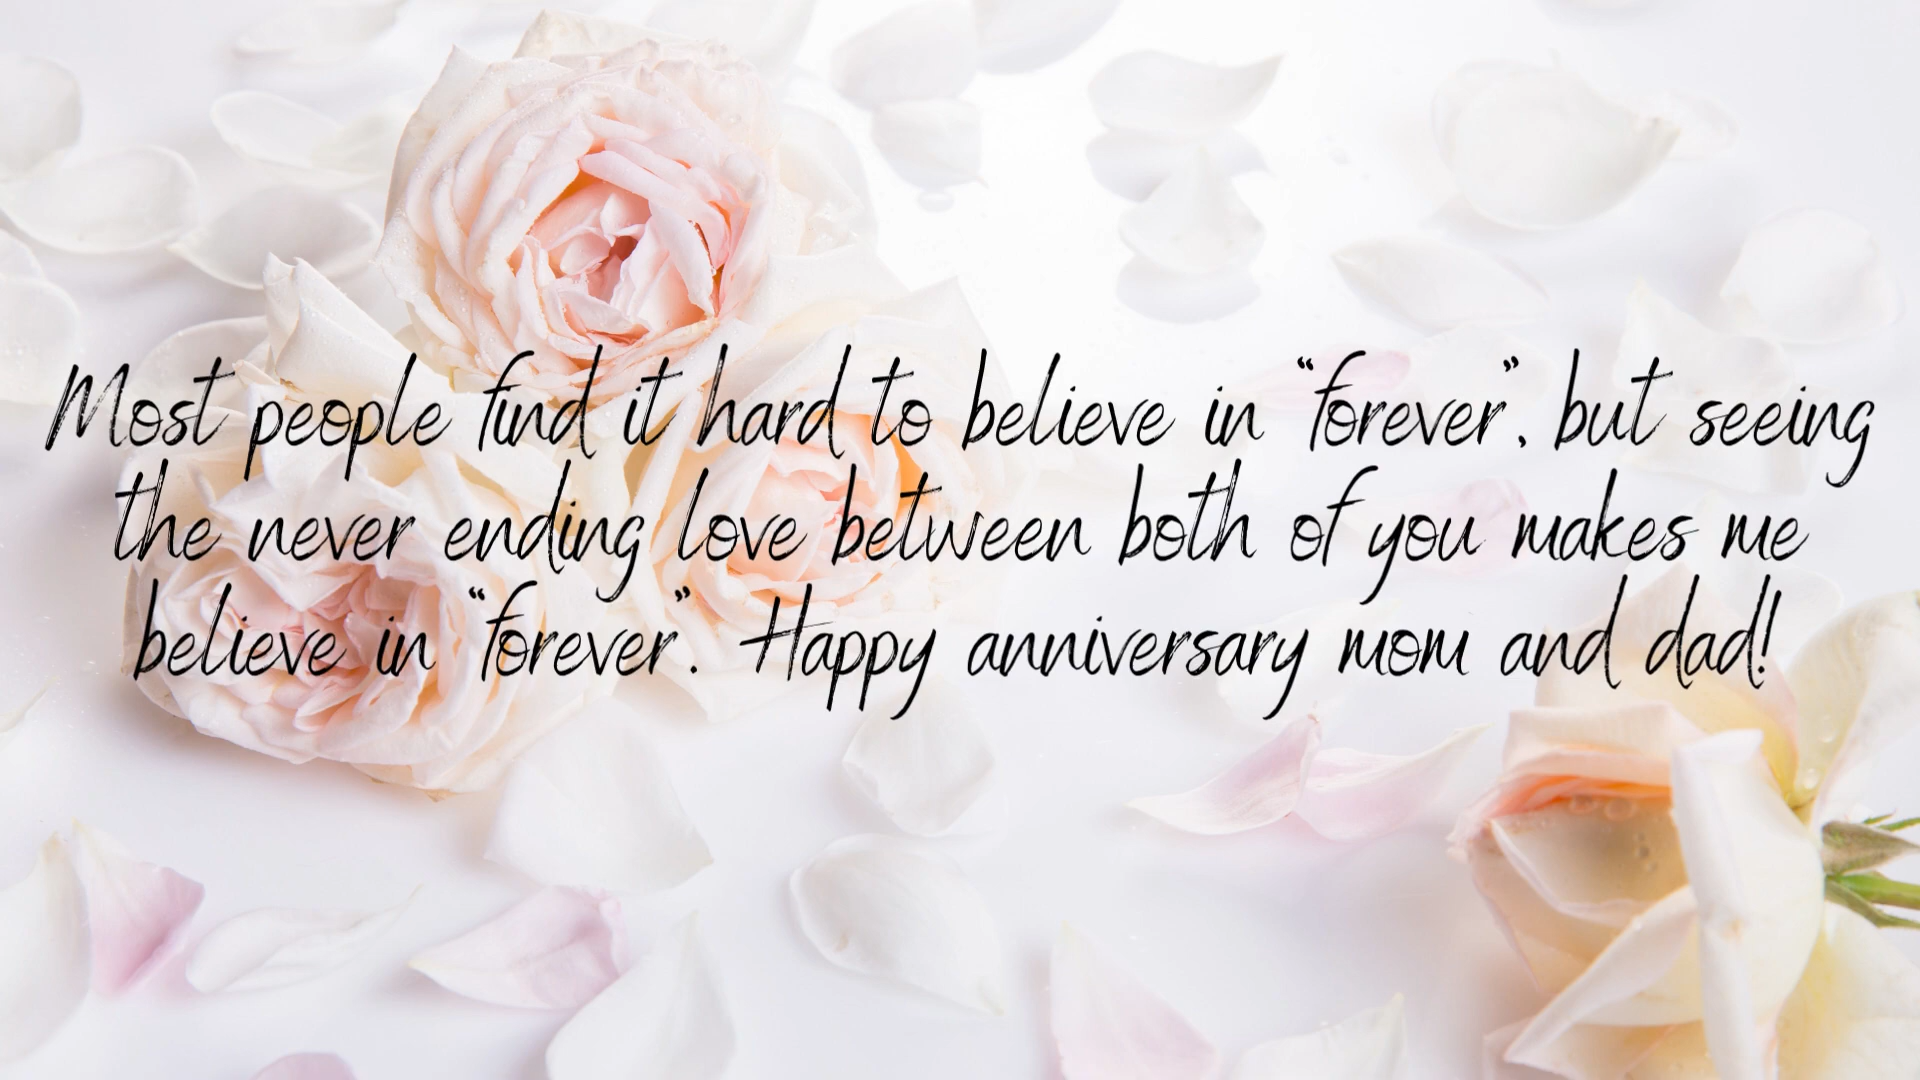 Most people find it hard to believe in “forever”, but seeing
the never ending love between both of you makes me
believe in “forever”. Happy anniversary mom and dad!